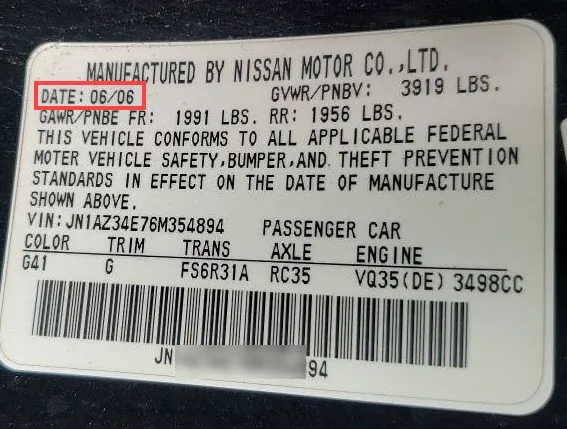 MANUFACTURED BY NISSAN MOTOR CO.,LTD.
DATE: 06/06 GVWR/PNBV: 3919 LBS.
GAWR/PNBE FR: 1991 LBS. RR: 1956 LBS.
THIS VEHICLE CONFORMS TO ALL APPLICABLE FEDERAL
MOTER VEHICLE SAFETY,BUMPER,AND THEFT PREVENTION
STANDARDS IN EFFECT ON THE DATE OF MANUFACTURE
SHOWN ABOVE.
VIN:JN1AZ34E76M354894 PASSENGER CAR
COLOR TRIM TRANS AXLE ENGINE
G41 G FS6R31A RC35 VQ35(DE) 3498CC
JN 94